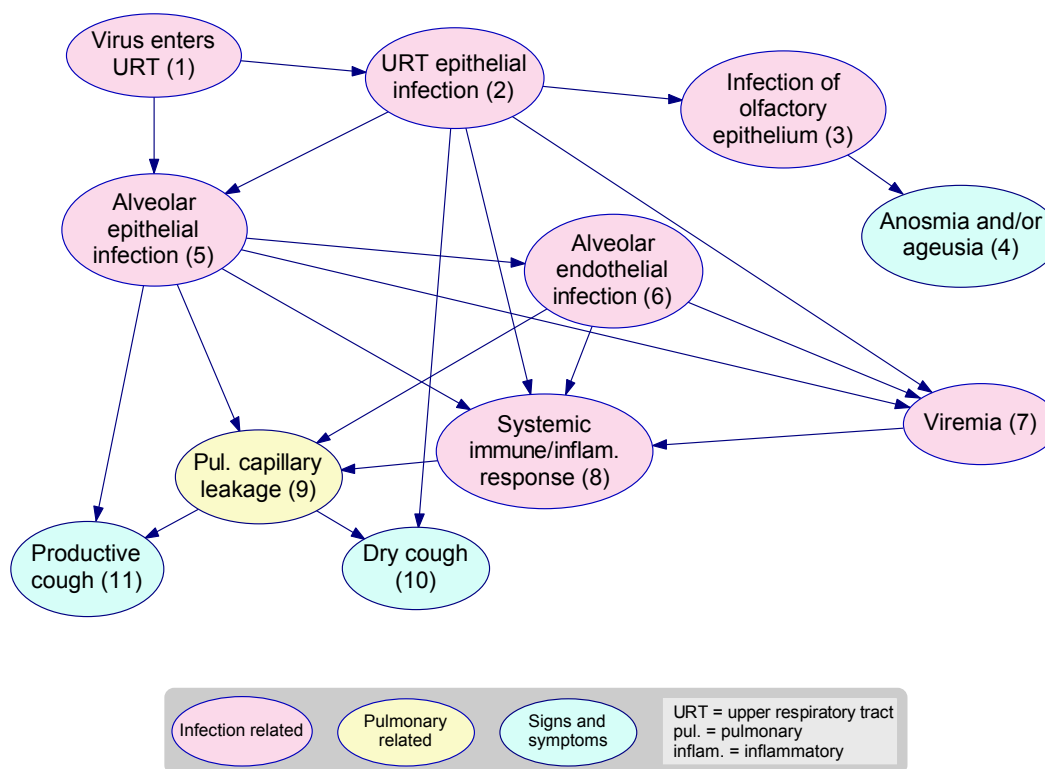 Virus enters
URT (1)
URT epithelial
infection (2)
Infection of
olfactory
epithelium (3)
Alveolar
epithelial
infection (5)
Alveolar
endothelial
infection (6)
Anosmia and/or
ageusia (4)
Systemic
immune/inflam.
response (8)
Viremia (7)
Pul. capillary
leakage (9)
Productive
cough (11)
Dry cough
(10)
Infection related
Pulmonary
related
Signs and
symptoms
URT = upper respiratory tract
pul. = pulmonary
inflam. = inflammatory